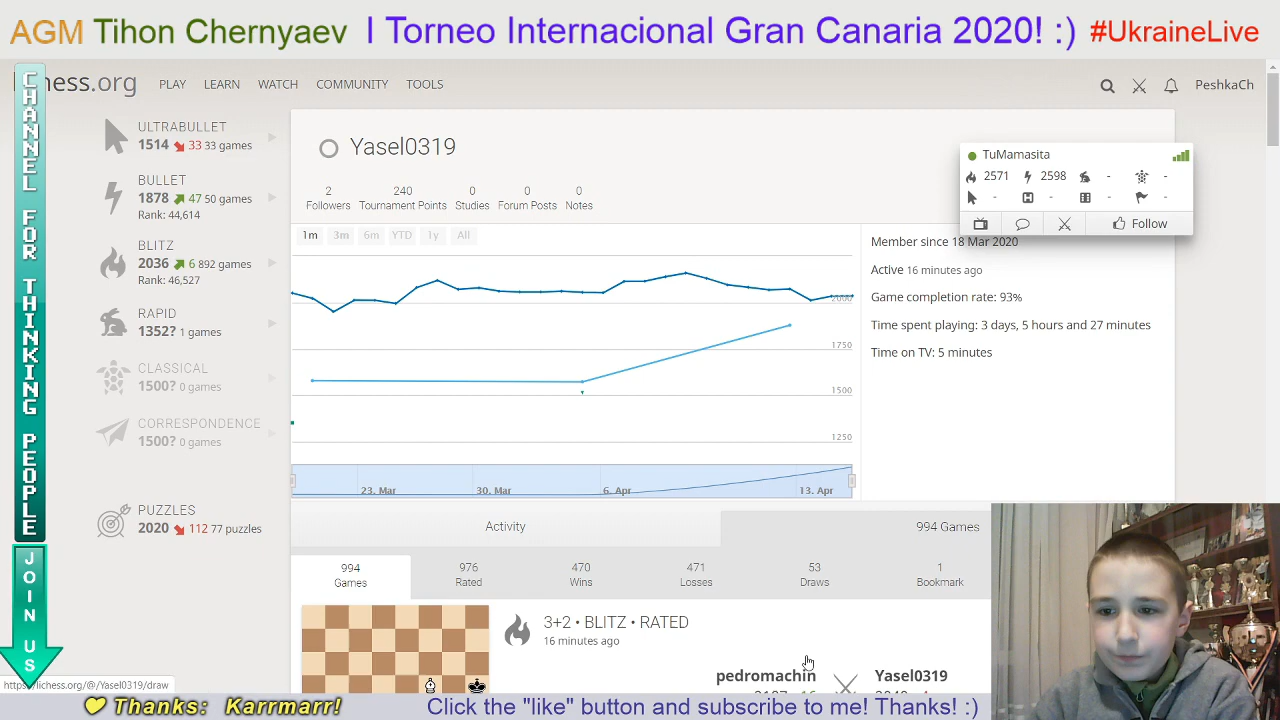 AGM Tihon Chernyaev I Torneo Internacional Gran Canaria 2020! :) #UkraineLive
CHANNEL FOR THINKING PEOPLE
JOIN US
hess.org PLAY LEARN WATCH COMMUNITY TOOLS PeshkaCh
ULTRABULLET
1514 33 33 games
BULLET
1878 47 50 games
Rank: 44,614
BLITZ
2036 6 892 games
Rank: 46,527
RAPID
1352? 1 games
CLASSICAL
1500? 0 games
CORRESPONDENCE
1500? 0 games
PUZZLES
2020 112 77 puzzles
Yasel0319
2 240 0 0 0
Followers Tournament Points Studies Forum Posts Notes
1m 3m 6m YTD 1y All
2000
1750
1500
1250
23. Mar 30. Mar 6. Apr 13. Apr
TuMamasita
2571 2598 - -
- - - -
Follow
Member since 18 Mar 2020
Active 16 minutes ago
Game completion rate: 93%
Time spent playing: 3 days, 5 hours and 27 minutes
Time on TV: 5 minutes
Activity 994 Games
994 976 470 471 53 1
Games Rated Wins Losses Draws Bookmark
3+2 • BLITZ • RATED
16 minutes ago
pedromachin Yasel0319
https://lichess.org/@/Yasel0319/draw
Thanks: Karrmarr! Click the "like" button and subscribe to me! Thanks! :)